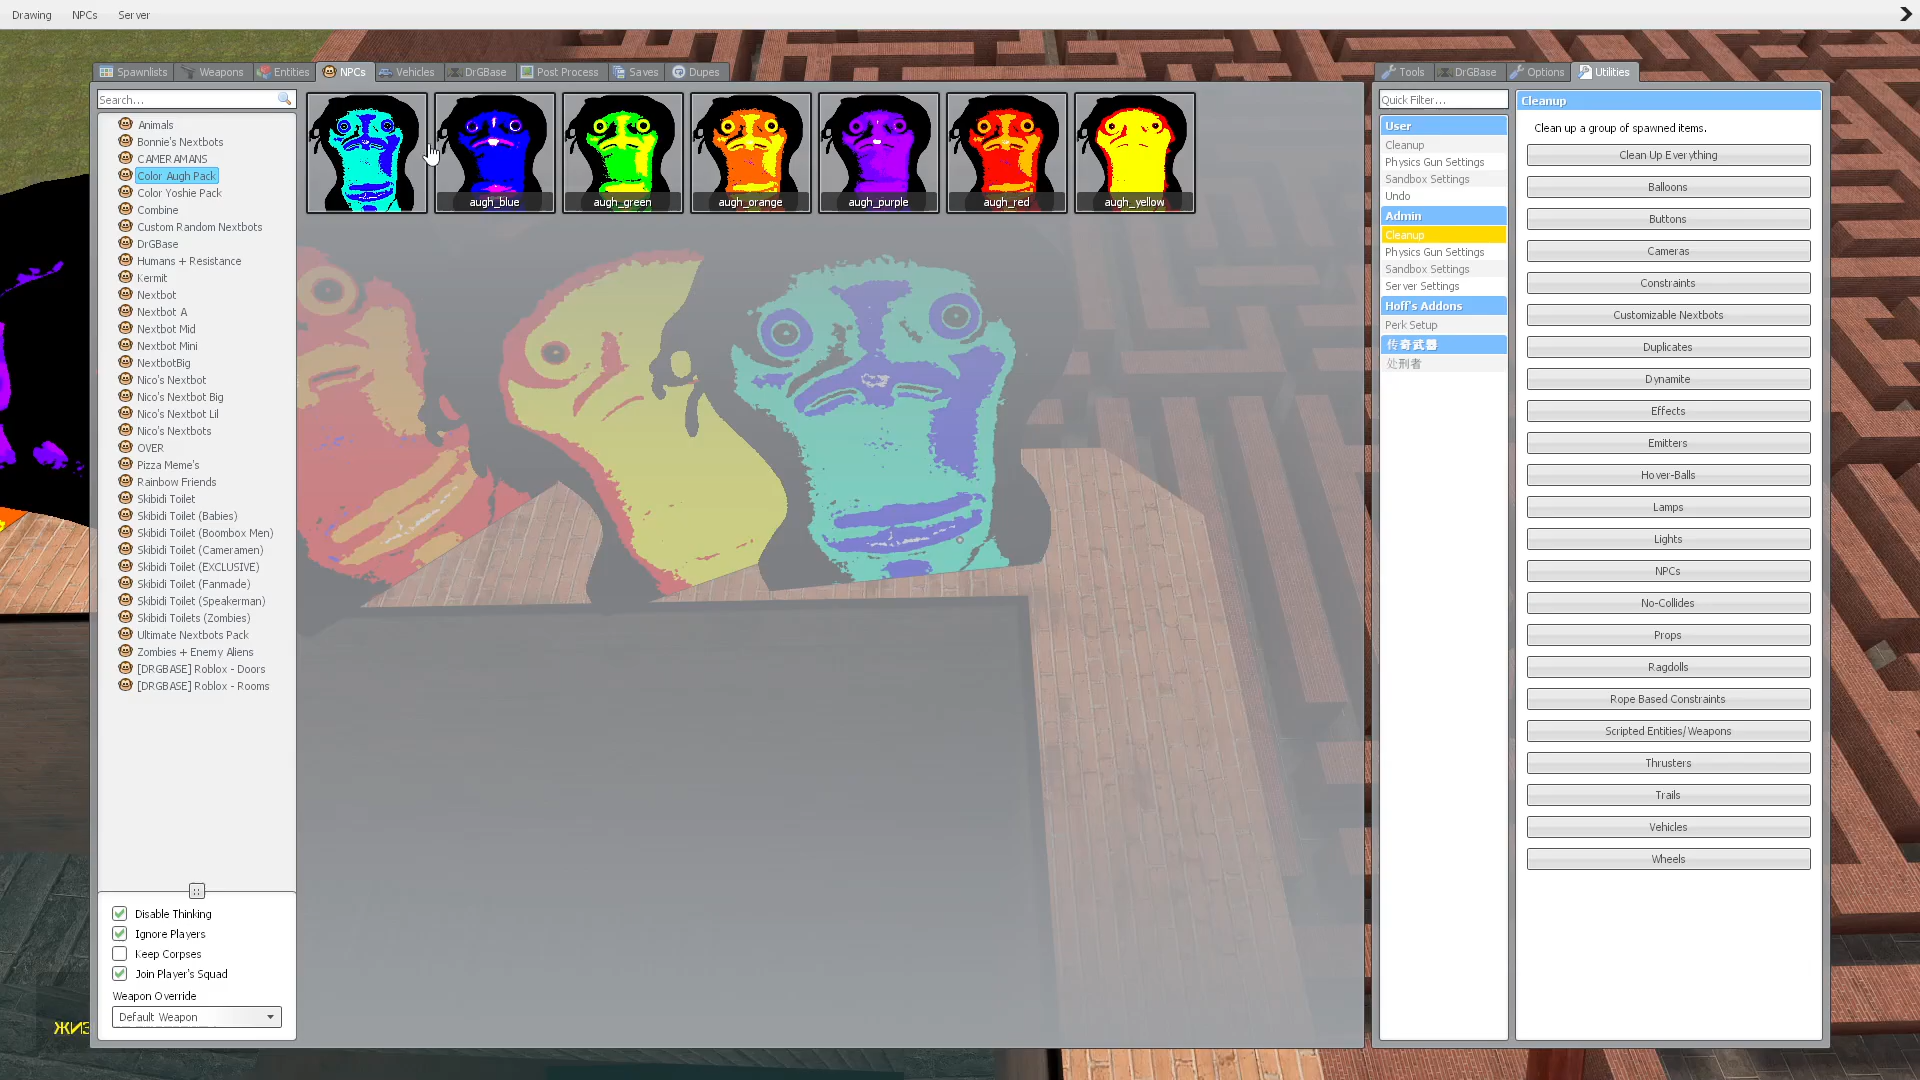 Drawing NPCs Server
Spawnlists Weapons Entities NPCs Vehicles DrGBase Post Process Saves Dupes
Search...
Animals
Bonnie's Nextbots
CAMERAMANS
Color Augh Pack
Color Yoshie Pack
Combine
Custom Random Nextbots
DrGBase
Humans + Resistance
Kermit
Nextbot
Nextbot A
Nextbot Mid
Nextbot Mini
NextbotBig
Nico's Nextbot
Nico's Nextbot Big
Nico's Nextbot Lil
Nico's Nextbots
OVER
Pizza Meme's
Rainbow Friends
Skibidi Toilet
Skibidi Toilet (Babies)
Skibidi Toilet (Boombox Men)
Skibidi Toilet (Cameramen)
Skibidi Toilet (EXCLUSIVE)
Skibidi Toilet (Fanmade)
Skibidi Toilet (Speakerman)
Skibidi Toilets (Zombies)
Ultimate Nextbots Pack
Zombies + Enemy Aliens
[DRGBASE] Roblox - Doors
[DRGBASE] Roblox - Rooms
Disable Thinking
Ignore Players
Keep Corpses
Join Player's Squad
Weapon Override
Default Weapon
ЖИЗ
augh_blue augh_green augh_orange augh_purple augh_red augh_yellow
Tools DrGBase Options Utilities
Quick Filter...
User
Cleanup
Physics Gun Settings
Sandbox Settings
Undo
Admin
Cleanup
Physics Gun Settings
Sandbox Settings
Server Settings
Hoff's Addons
Perk Setup
传奇武器
处刑者
Cleanup
Clean up a group of spawned items.
Clean Up Everything
Balloons
Buttons
Cameras
Constraints
Customizable Nextbots
Duplicates
Dynamite
Effects
Emitters
Hover-Balls
Lamps
Lights
NPCs
No-Collides
Props
Ragdolls
Rope Based Constraints
Scripted Entities/Weapons
Thrusters
Trails
Vehicles
Wheels